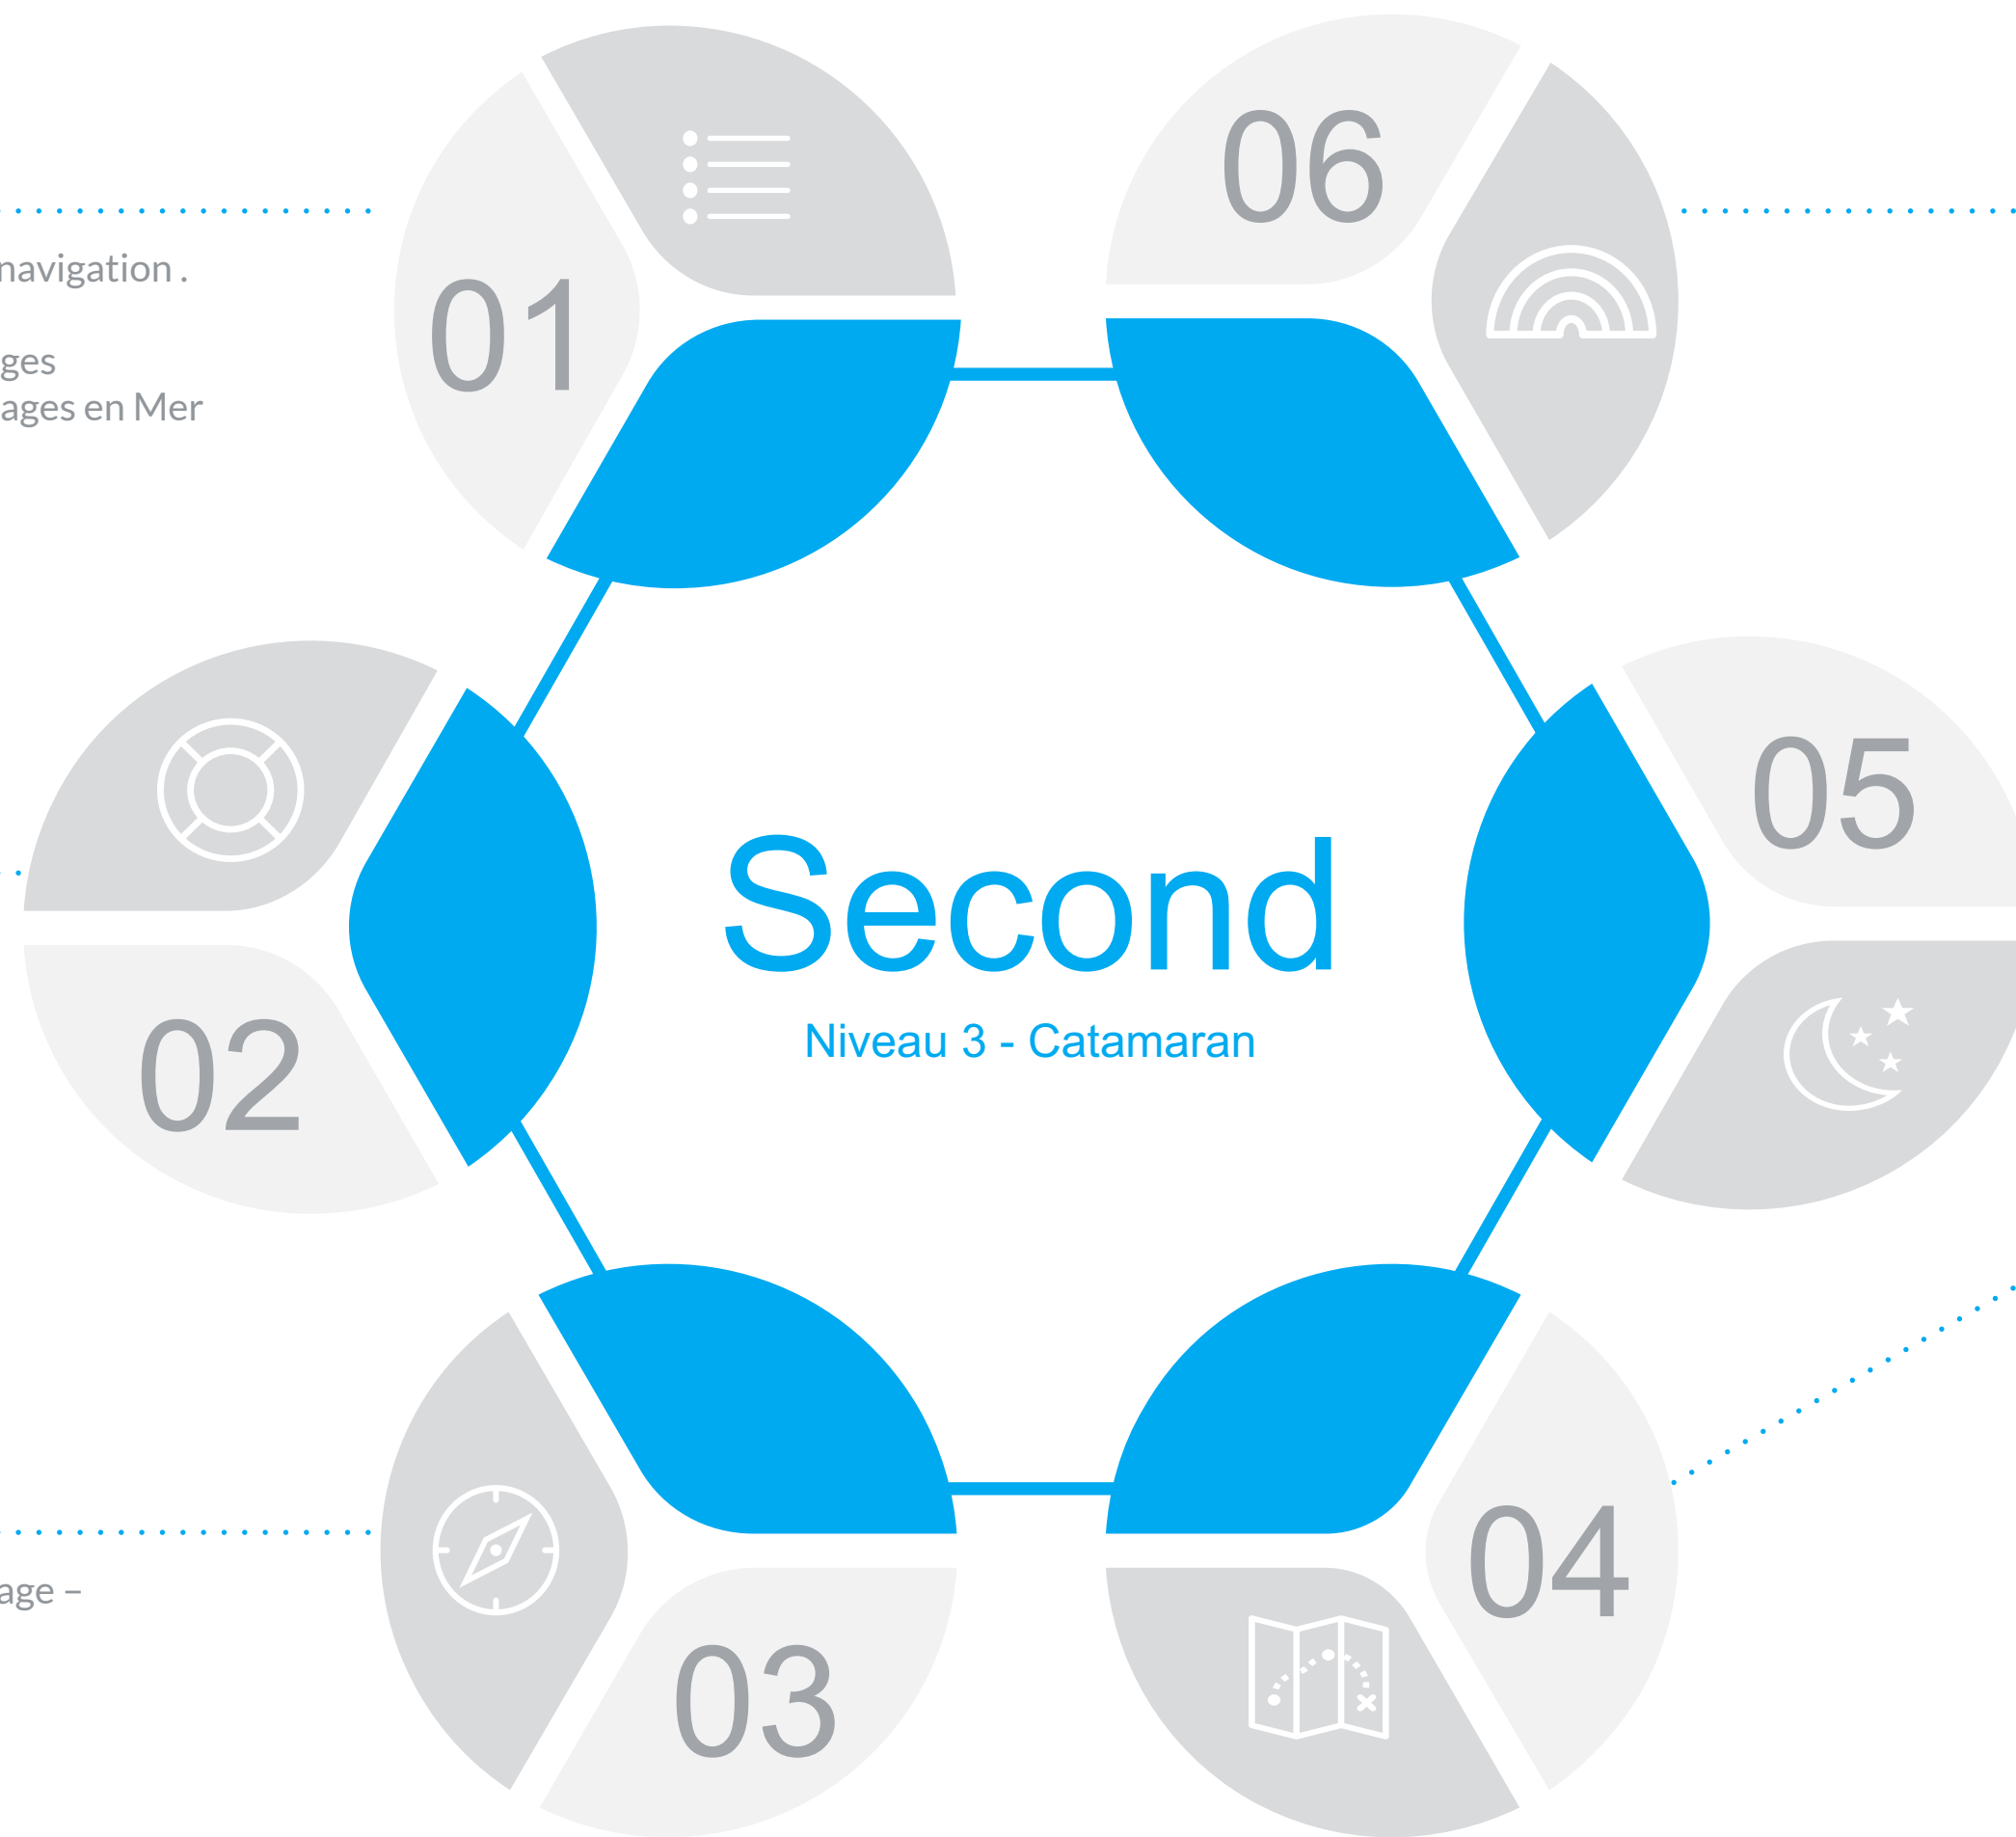 06
navigation .
01
ges
ages en Mer
05
Second
02
Niveau 3 - Catamaran
04
age –
03